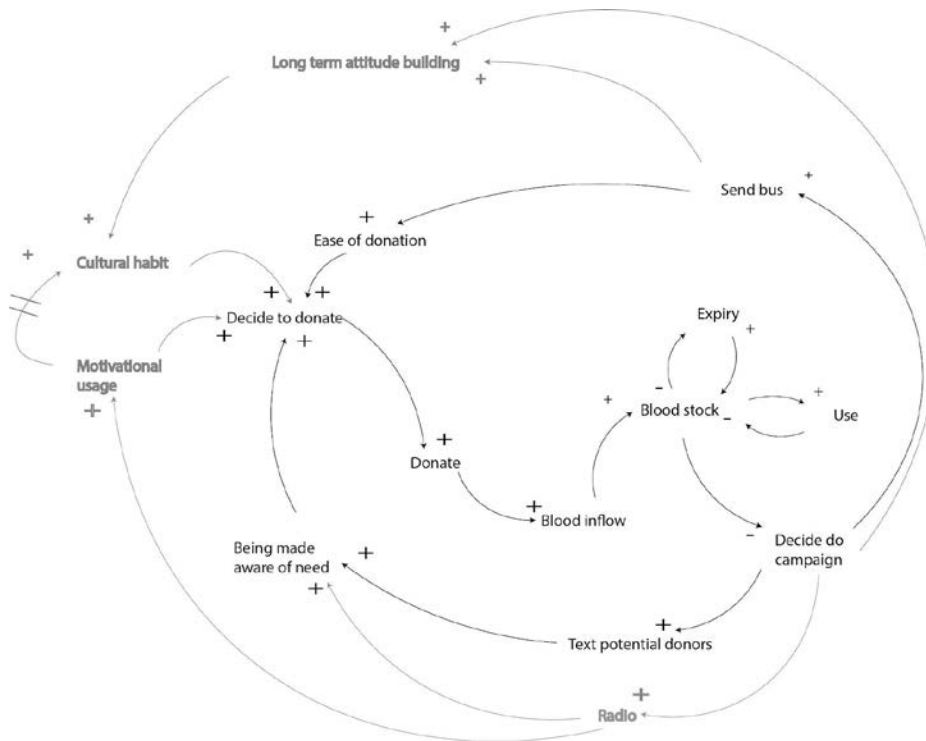 +
Long term attitude building
+
Send bus
+
+
+
Ease of donation
+
Cultural habit
+ +
Decide to donate
+ +
Expiry
+
Motivational
usage
+
-
Blood stock
-
+
Use
+
+
Donate
+
Blood inflow
-
Decide do
campaign
Being made
aware of need
+
+
+
Text potential donors
+
Radio